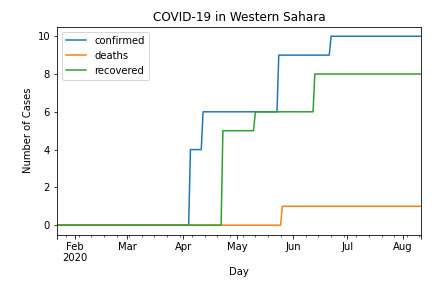 COVID-19 in Western Sahara
confirmed
deaths
recovered
Number of Cases
10
8
6
4
2
0
Feb Mar Apr May Jun Jul Aug
2020
Day